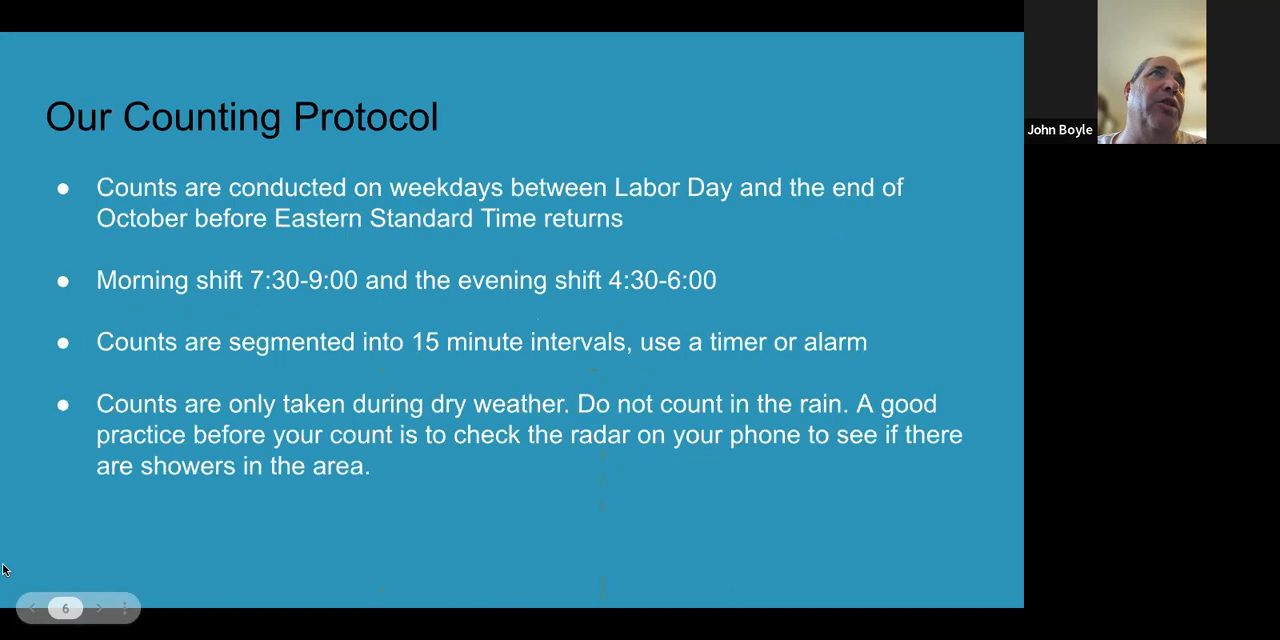 Our Counting Protocol
● Counts are conducted on weekdays between Labor Day and the end of
October before Eastern Standard Time returns
● Morning shift 7:30-9:00 and the evening shift 4:30-6:00
● Counts are segmented into 15 minute intervals, use a timer or alarm
● Counts are only taken during dry weather. Do not count in the rain. A good
practice before your count is to check the radar on your phone to see if there
are showers in the area.
6
John Boyle